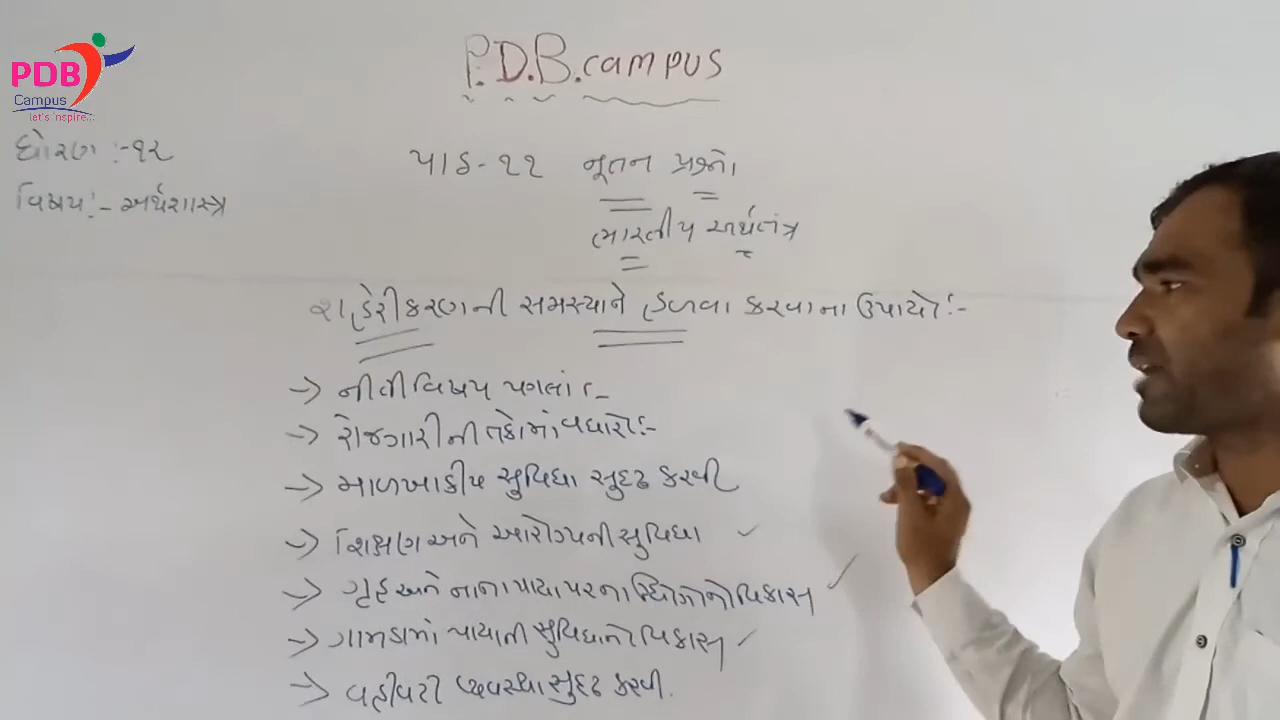 PDB
Campus
let's inspire...
P.D.B. campus
ધોરણ :- ૧૨
વિષય :- અર્થશાસ્ત્ર
પાઠ - ૧૧ નૂતન પ્રશ્નો
ભારતીય અર્થતંત્ર
શહેરીકરણની સમસ્યાને હળવા કરવાના ઉપાયો :-
→ નીતી વિષય પગલાં :-
→ રોજગારીની તકોમાં વધારો :-
→ માળખાકીય સુવિધા સુદૃઢ કરવી
→ શિક્ષણ અને આરોગ્યની સુવિધા
→ ગૃહ અને નાના પાયા પરના ઉદ્યોગોનો વિકાસ
→ ગામડામાં પાયાની સુવિધાનો વિકાસ
→ વહીવટી વ્યવસ્થા સુદૃઢ કરવી.